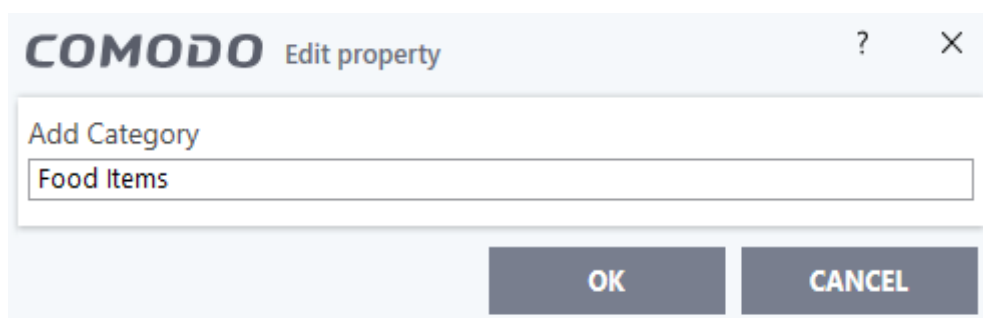 COMODO Edit property ?
Add Category
Food Items
OK CANCEL